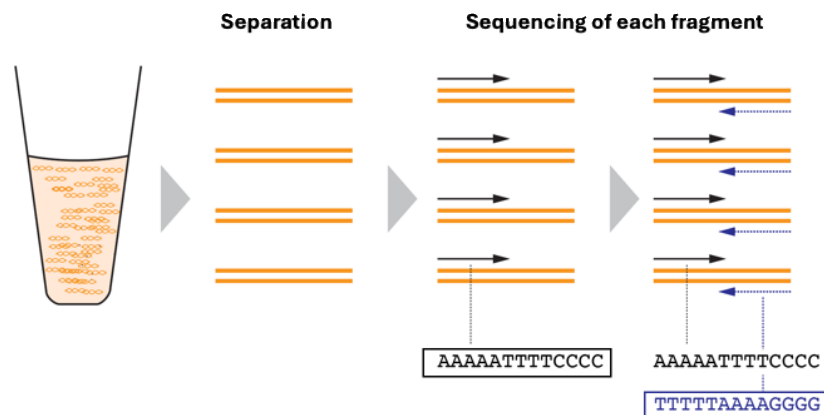 Separation
Sequencing of each fragment
AAAAATTTTCCCC
AAAAATTTTCCCC
TTTTTAAAAGGGG